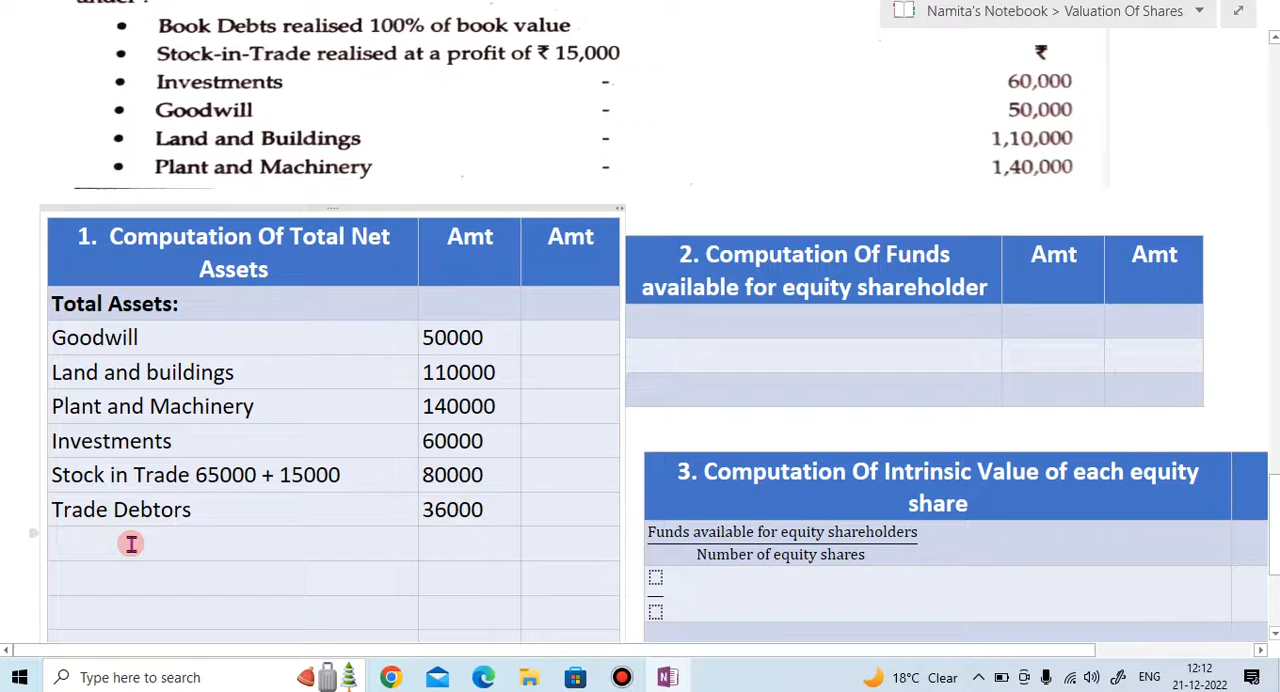 under :
Namita's Notebook > Valuation Of Shares
• Book Debts realised 100% of book value
• Stock-in-Trade realised at a profit of ₹ 15,000
₹
• Investments - 60,000
• Goodwill - 50,000
• Land and Buildings - 1,10,000
• Plant and Machinery - 1,40,000
1. Computation Of Total Net Assets Amt Amt
Total Assets:
Goodwill 50000
Land and buildings 110000
Plant and Machinery 140000
Investments 60000
Stock in Trade 65000 + 15000 80000
Trade Debtors 36000
2. Computation Of Funds
available for equity shareholder
Amt Amt
3. Computation Of Intrinsic Value of each equity
share
Funds available for equity shareholders
Number of equity shares
Type here to search
18°C Clear
ENG
12:12
21-12-2022